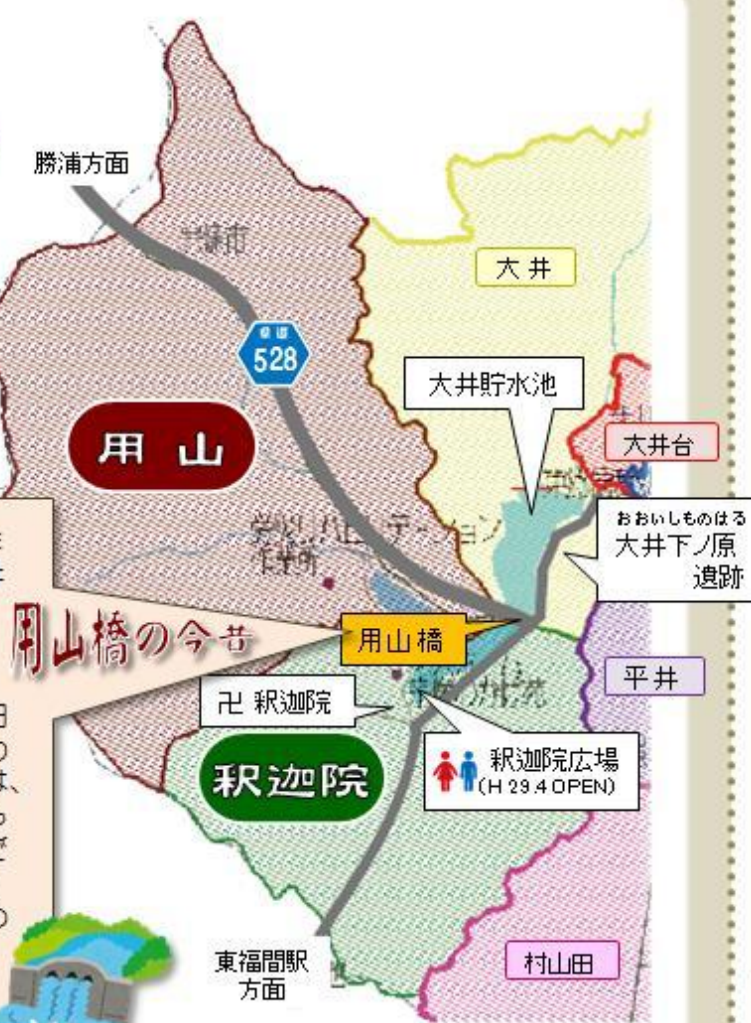 勝浦方面
大井
県道
528
大井貯水池
用山
大井台
おおいしものはる
大井下ノ原
遺跡
用山橋の今昔
用山橋
平井
卍 釈迦院
釈迦院
釈迦院広場
(H 29.4 OPEN)
東福間駅
方面
村山田